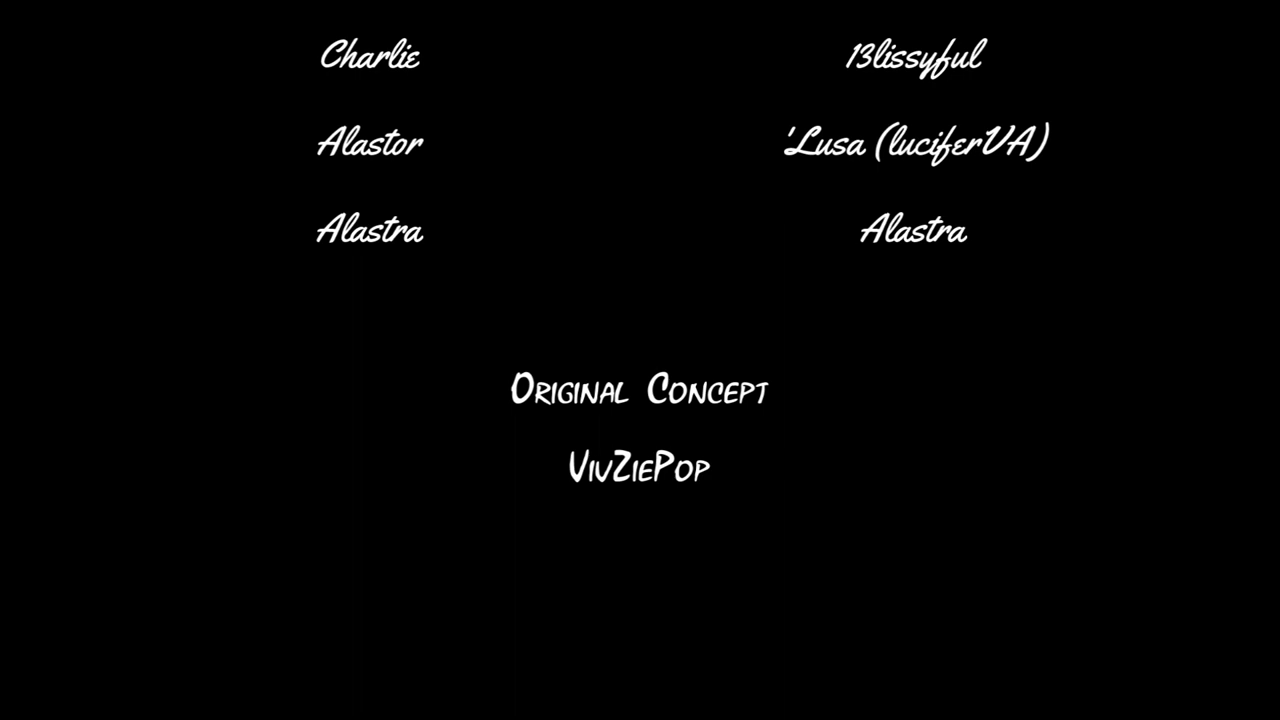 Charlie 13lissyful
Alastor 'Lusa (luciferVA)
Alastra Alastra
Original Concept
VivZiePop